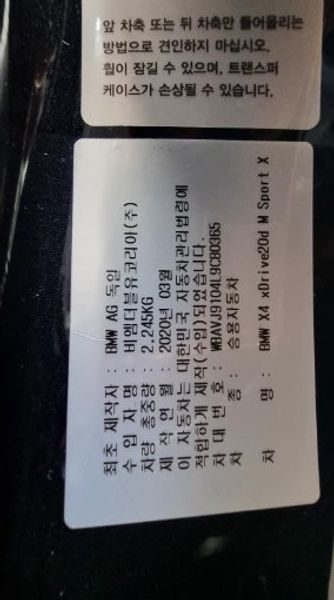 앞 차축 또는 뒤 차축만 들어올리는
방법으로 견인하지 마십시오.
휠이 잠길 수 있으며, 트랜스퍼
케이스가 손상될 수 있습니다.
최초 제작자 : BMW AG 독일
수 입 자 명 : 비엠더블유코리아(주)
차량 총중량 : 2,245KG
제 작 연 월 : 2020년 03월
이 자동차는 대한민국 자동차관리법령에
적합하게 제작(수입)되었습니다.
차 대 번 호 : WBAVJ9104L9C80365
차 종 : 승용자동차
차 명 : BMW X4 xDrive20d M Sport X